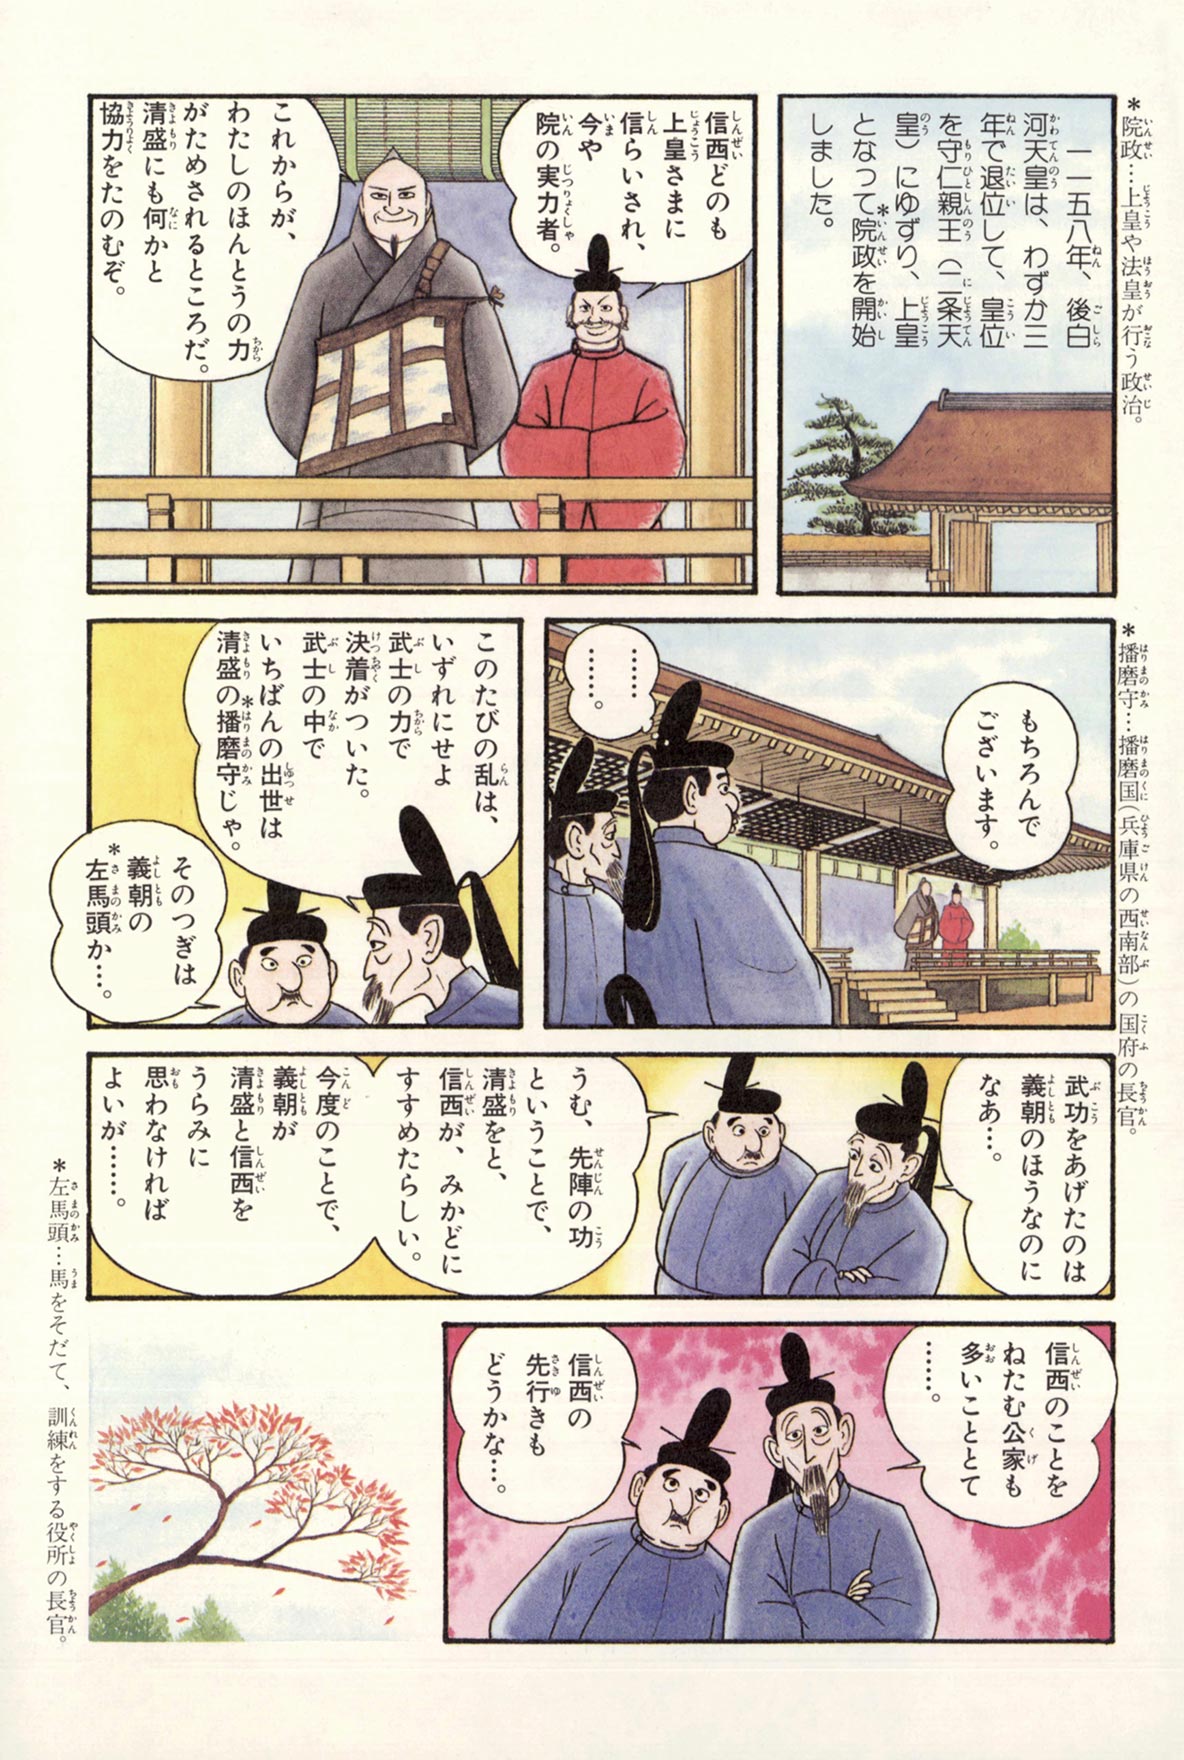 *院政…上皇や法皇が行う政治。
一一五八年、後白
河天皇は、わずか三
年で退位して、皇位
を守仁親王（二条天
皇）にゆずり、上皇
となって*院政を開始
しました。
信西どのも
上皇さまに
信らいされ、
今や
院の実力者。
これからが、
わたしのほんとうの力
がためされるところだ。
清盛にも何かと
協力をたのむぞ。
*播磨守…播磨国（兵庫県の西南部）の国府の長官。
もちろんで
ございます。
……
……。
このたびの乱は、
いずれにせよ
武士の力で
決着がついた。
武士の中で
いちばんの出世は
清盛の*播磨守じゃ。
そのつぎは
義朝の
*左馬頭か…。
武功をあげたのは
義朝のほうなのに
なあ…。
うむ、先陣の功
ということで、
清盛をと、
信西が、みかどに
すすめたらしい。
今度のことで、
義朝が
清盛と信西を
うらみに
思わなければ
よいが……。
信西のことを
ねたむ公家も
多いこととて
……。
信西の
先行きも
どうかな…。
*左馬頭…馬をそだて、訓練をする役所の長官。